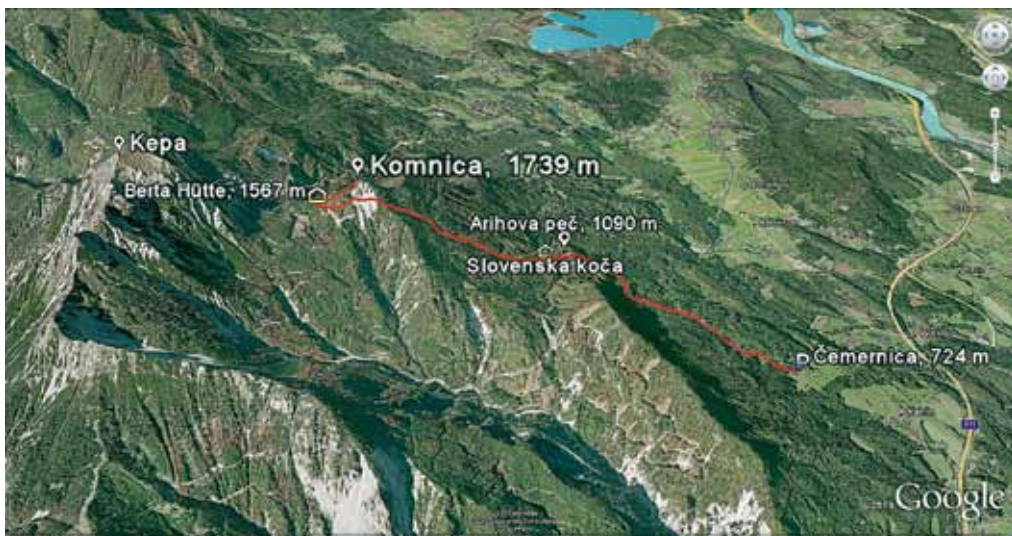 Kepa
Komnica, 1739 m
Berta Hütte, 1567 m
Arihova peč, 1090 m
Slovenska koča
P Čemernica, 724 m
Google